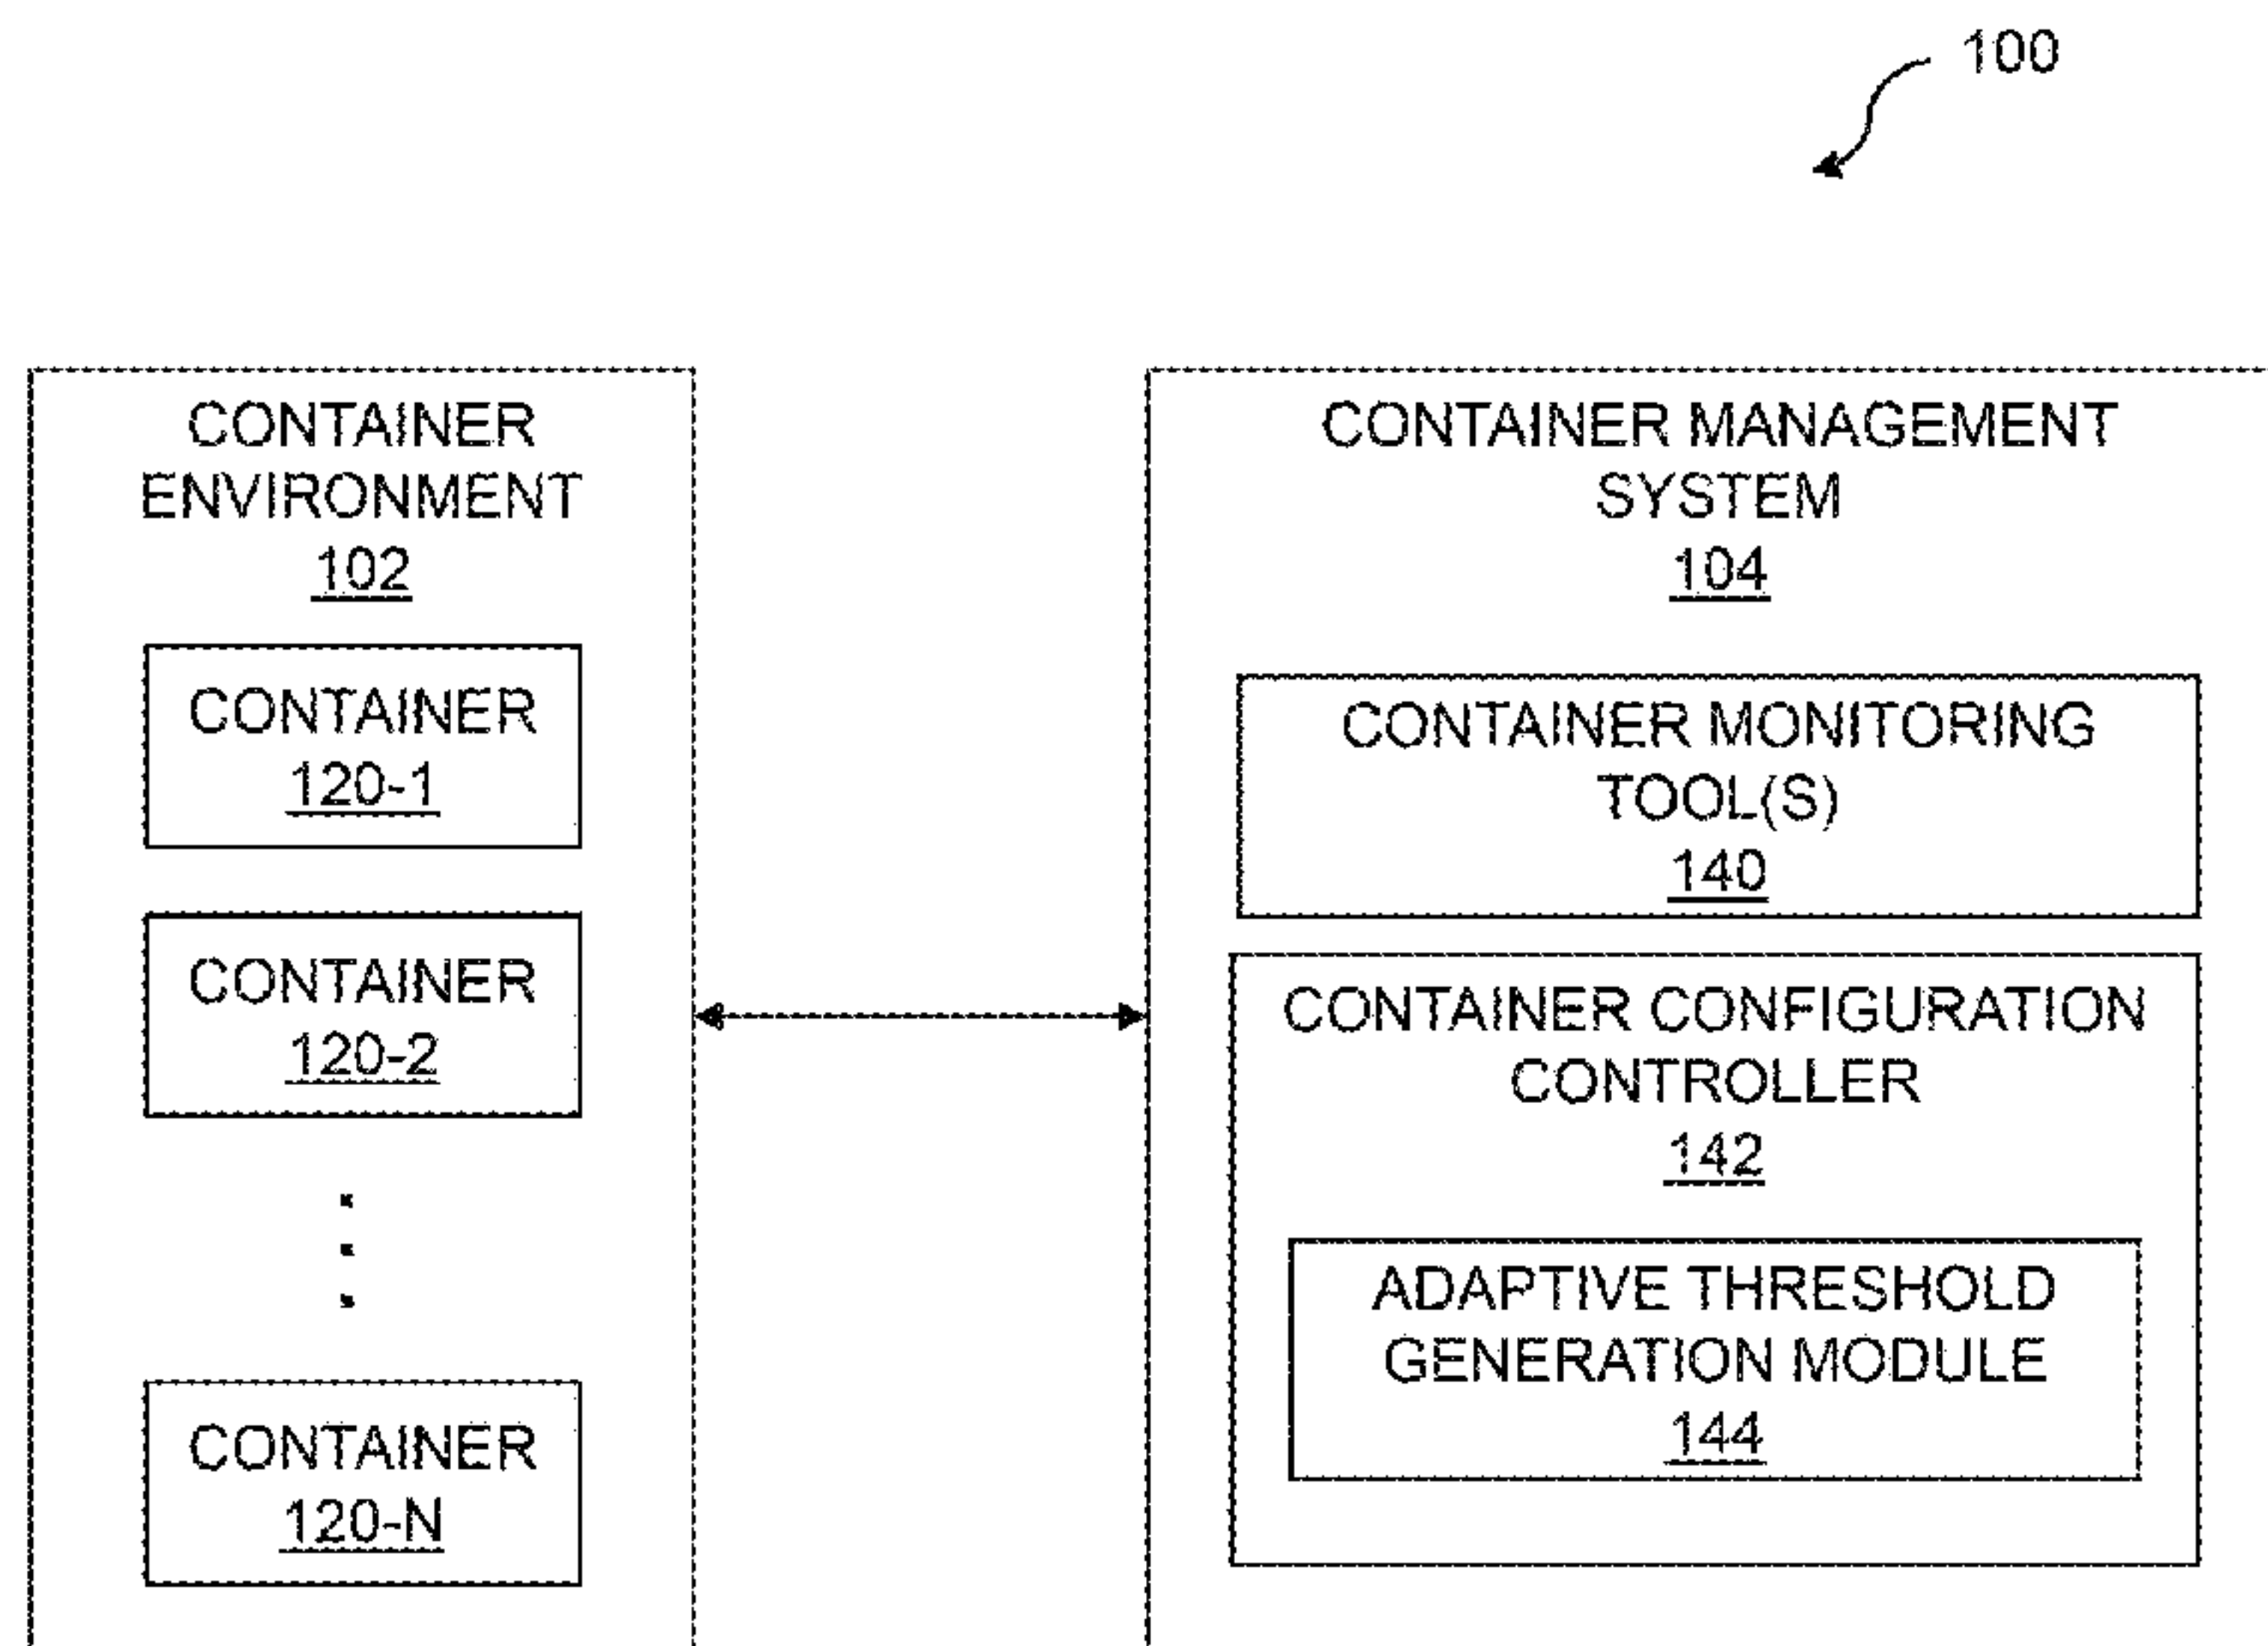 100
CONTAINER
ENVIRONMENT
102
CONTAINER
120-1
CONTAINER
120-2
CONTAINER
120-N
CONTAINER MANAGEMENT
SYSTEM
104
CONTAINER MONITORING
TOOL(S)
140
CONTAINER CONFIGURATION
CONTROLLER
142
ADAPTIVE THRESHOLD
GENERATION MODULE
144